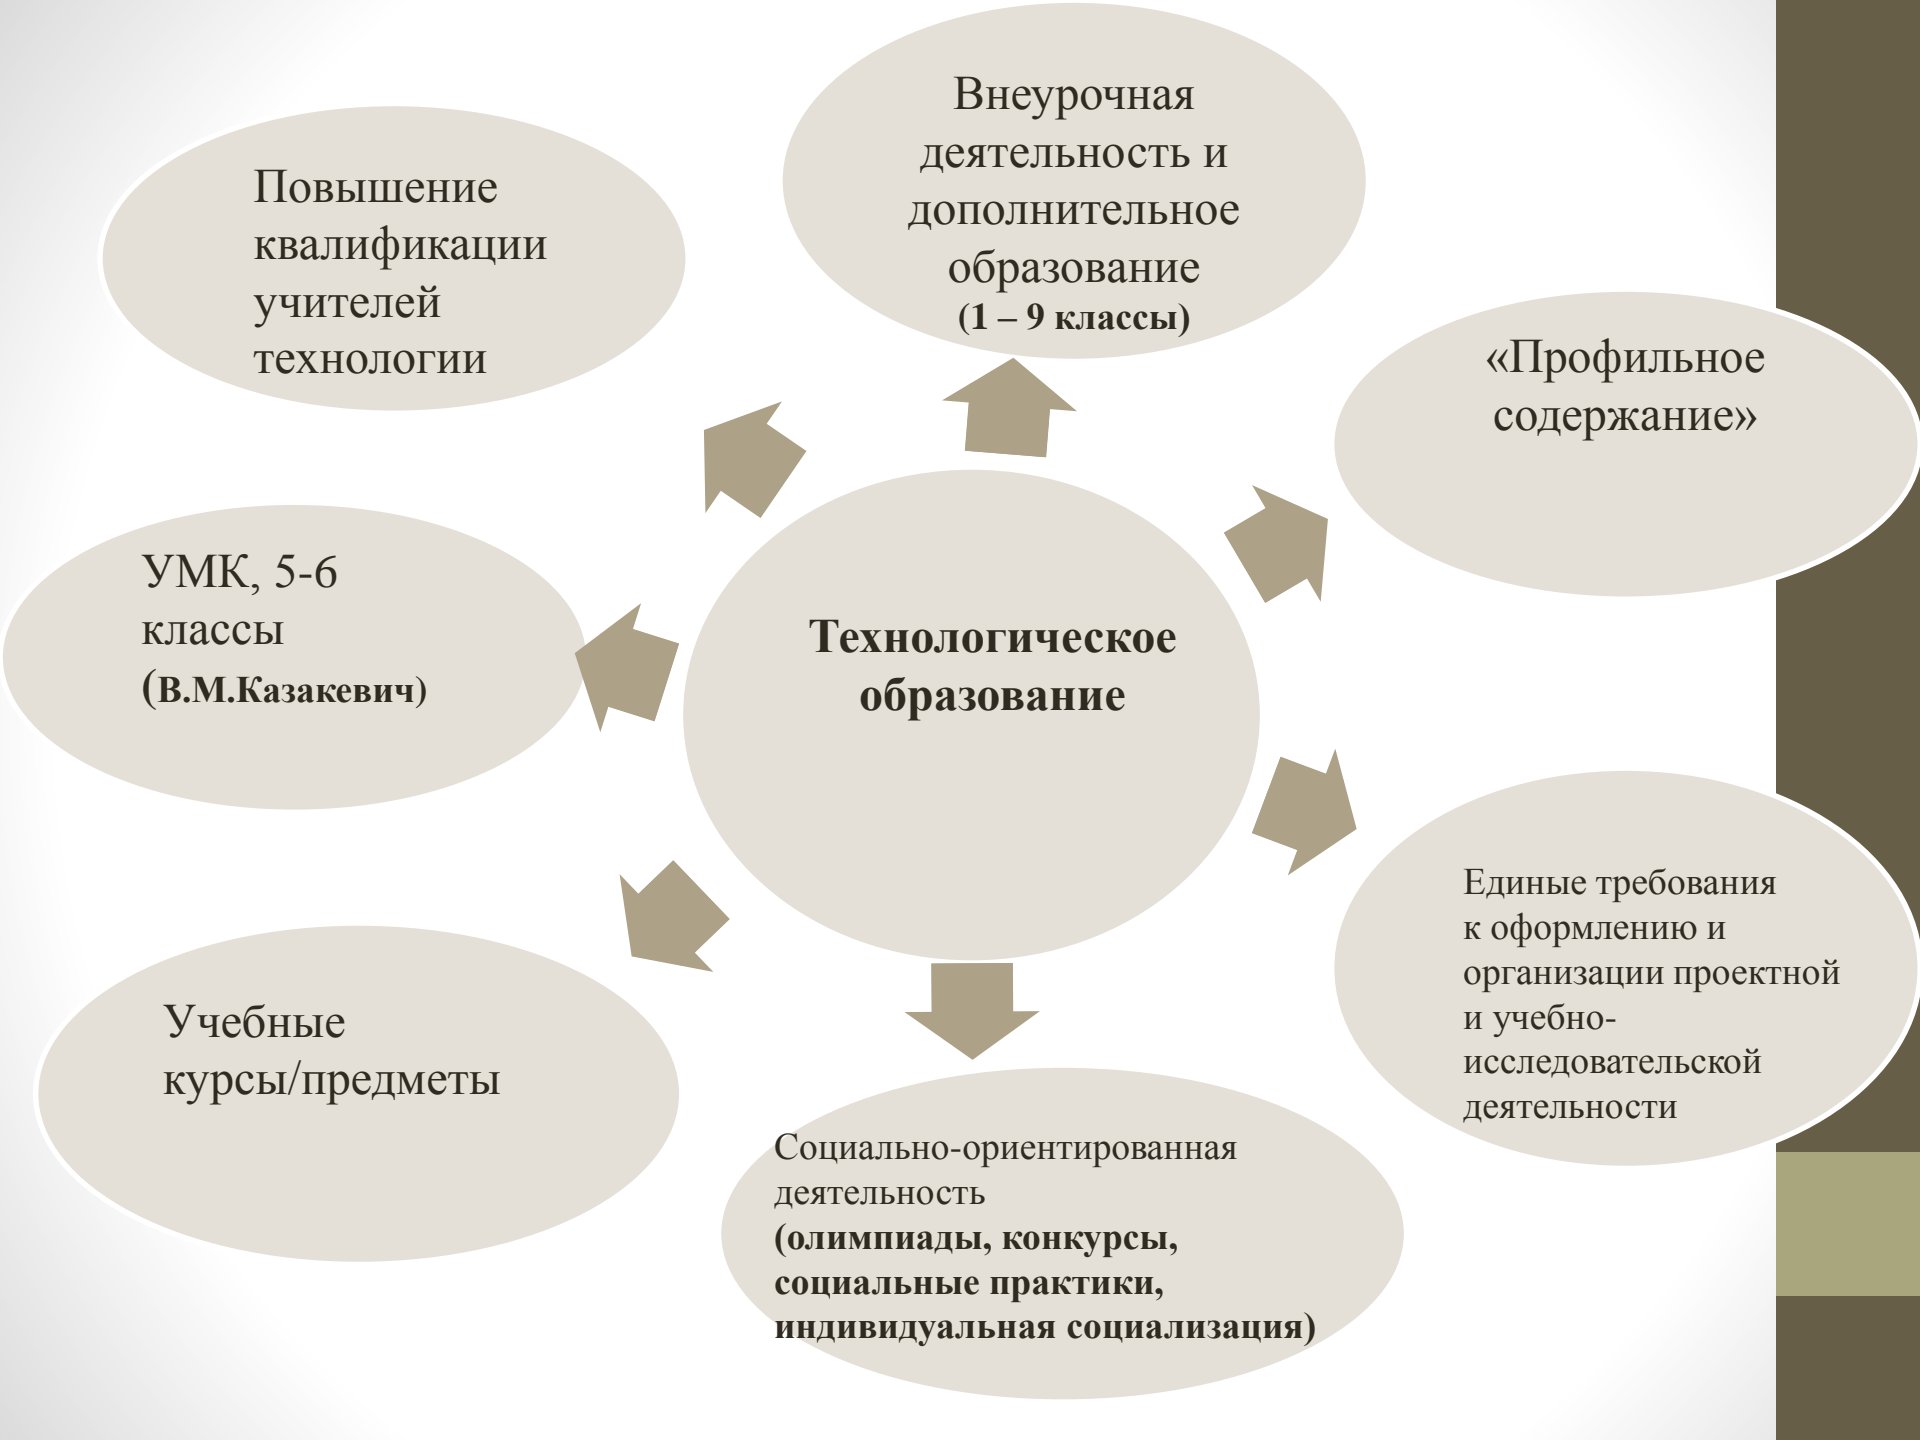 Внеурочная
деятельность и
дополнительное
образование
(1 – 9 классы)
Повышение
квалификации
учителей
технологии
«Профильное
содержание»
УМК, 5-6
классы
(В.М.Казакевич)
Технологическое
образование
Единые требования
к оформлению и
организации проектной
и учебно-
исследовательской
деятельности
Учебные
курсы/предметы
Социально-ориентированная
деятельность
(олимпиады, конкурсы,
социальные практики,
индивидуальная социализация)